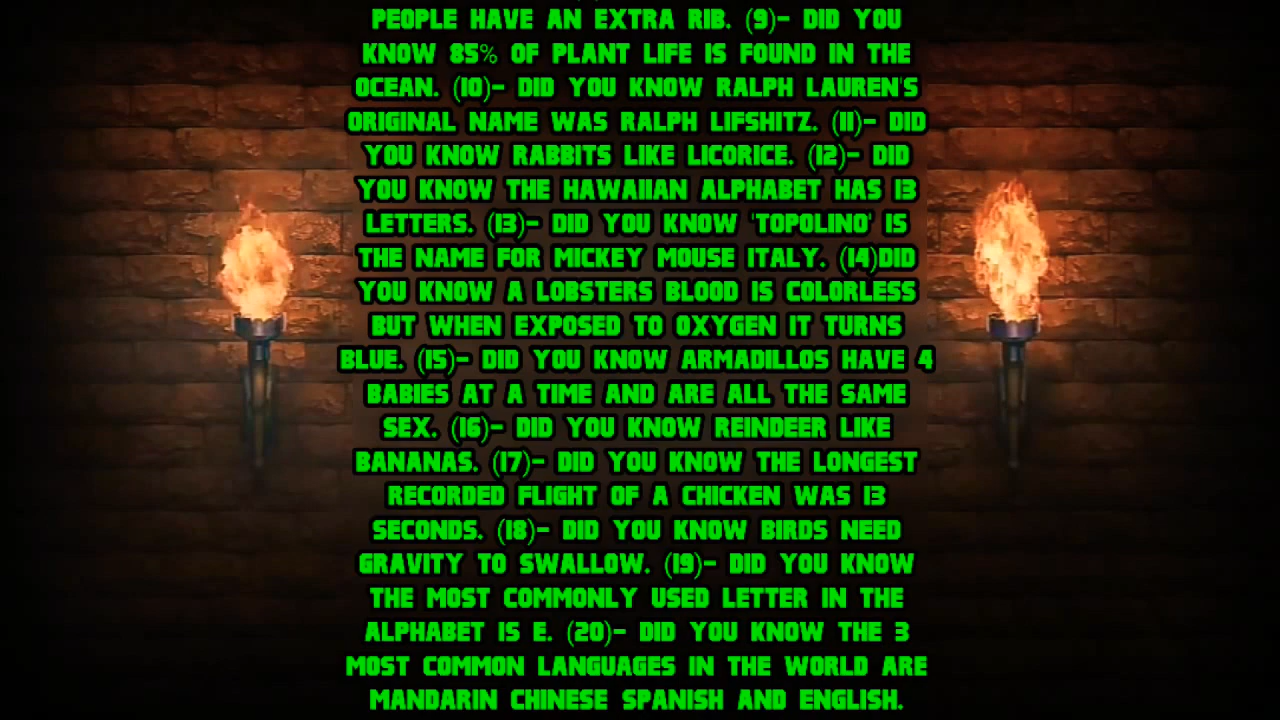 PEOPLE HAVE AN EXTRA RIB. (9)- DID YOU
KNOW 85% OF PLANT LIFE IS FOUND IN THE
OCEAN. (10)- DID YOU KNOW RALPH LAUREN'S
ORIGINAL NAME WAS RALPH LIFSHITZ. (11)- DID
YOU KNOW RABBITS LIKE LICORICE. (12)- DID
YOU KNOW THE HAWAIIAN ALPHABET HAS 13
LETTERS. (13)- DID YOU KNOW 'TOPOLINO' IS
THE NAME FOR MICKEY MOUSE ITALY. (14)DID
YOU KNOW A LOBSTERS BLOOD IS COLORLESS
BUT WHEN EXPOSED TO OXYGEN IT TURNS
BLUE. (15)- DID YOU KNOW ARMADILLOS HAVE 4
BABIES AT A TIME AND ARE ALL THE SAME
SEX. (16)- DID YOU KNOW REINDEER LIKE
BANANAS. (17)- DID YOU KNOW THE LONGEST
RECORDED FLIGHT OF A CHICKEN WAS 13
SECONDS. (18)- DID YOU KNOW BIRDS NEED
GRAVITY TO SWALLOW. (19)- DID YOU KNOW
THE MOST COMMONLY USED LETTER IN THE
ALPHABET IS E. (20)- DID YOU KNOW THE 3
MOST COMMON LANGUAGES IN THE WORLD ARE
MANDARIN CHINESE SPANISH AND ENGLISH.